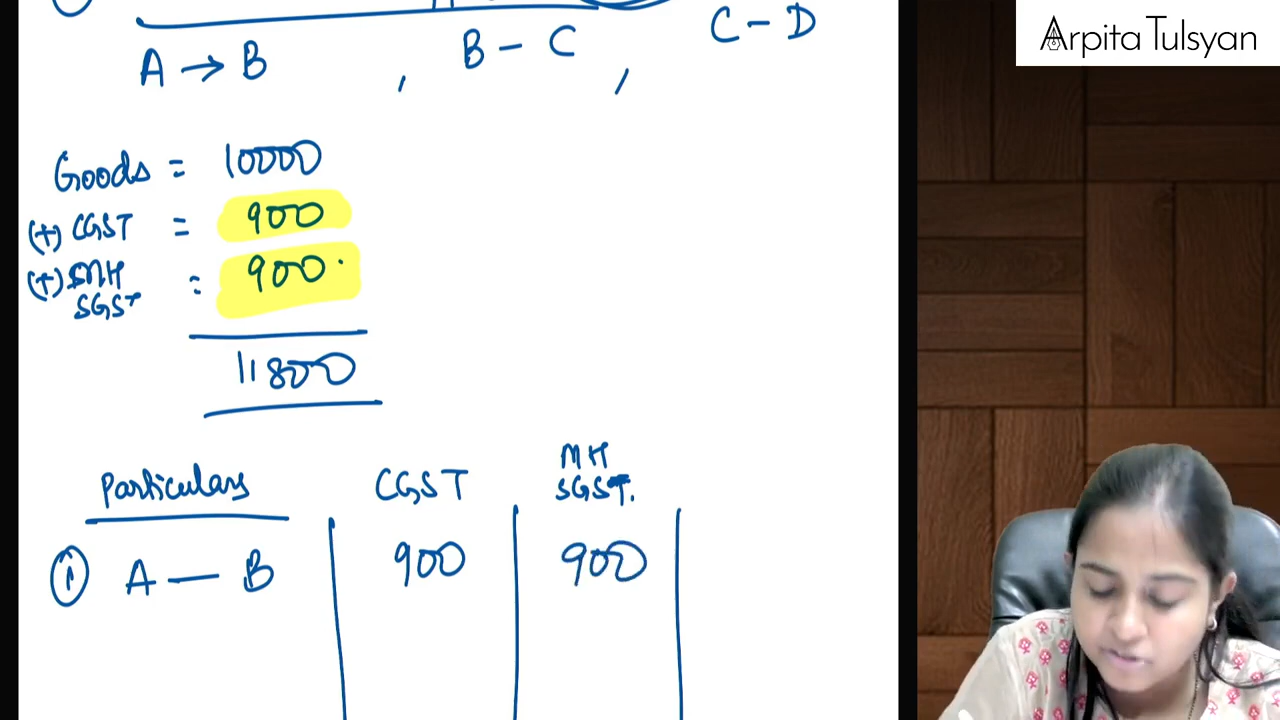 Arpita Tulsyan
A → B , B - C , C - D
Goods = 10000
(+) CGST = 900
(+) MH SGST = 900
11800
Particulars CGST MH SGST.
① A — B 900 900